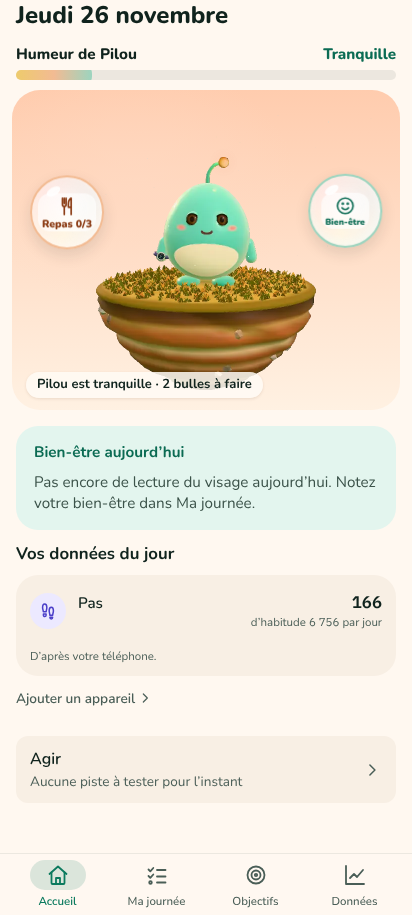 Jeudi 26 novembre
Humeur de Pilou
Tranquille
Repas 0/3
Bien-être
Pilou est tranquille · 2 bulles à faire
Bien-être aujourd’hui
Pas encore de lecture du visage aujourd’hui. Notez
votre bien-être dans Ma journée.
Vos données du jour
Pas
166
d’habitude 6 756 par jour
D’après votre téléphone.
Ajouter un appareil
Agir
Aucune piste à tester pour l’instant
Accueil
Ma journée
Objectifs
Données